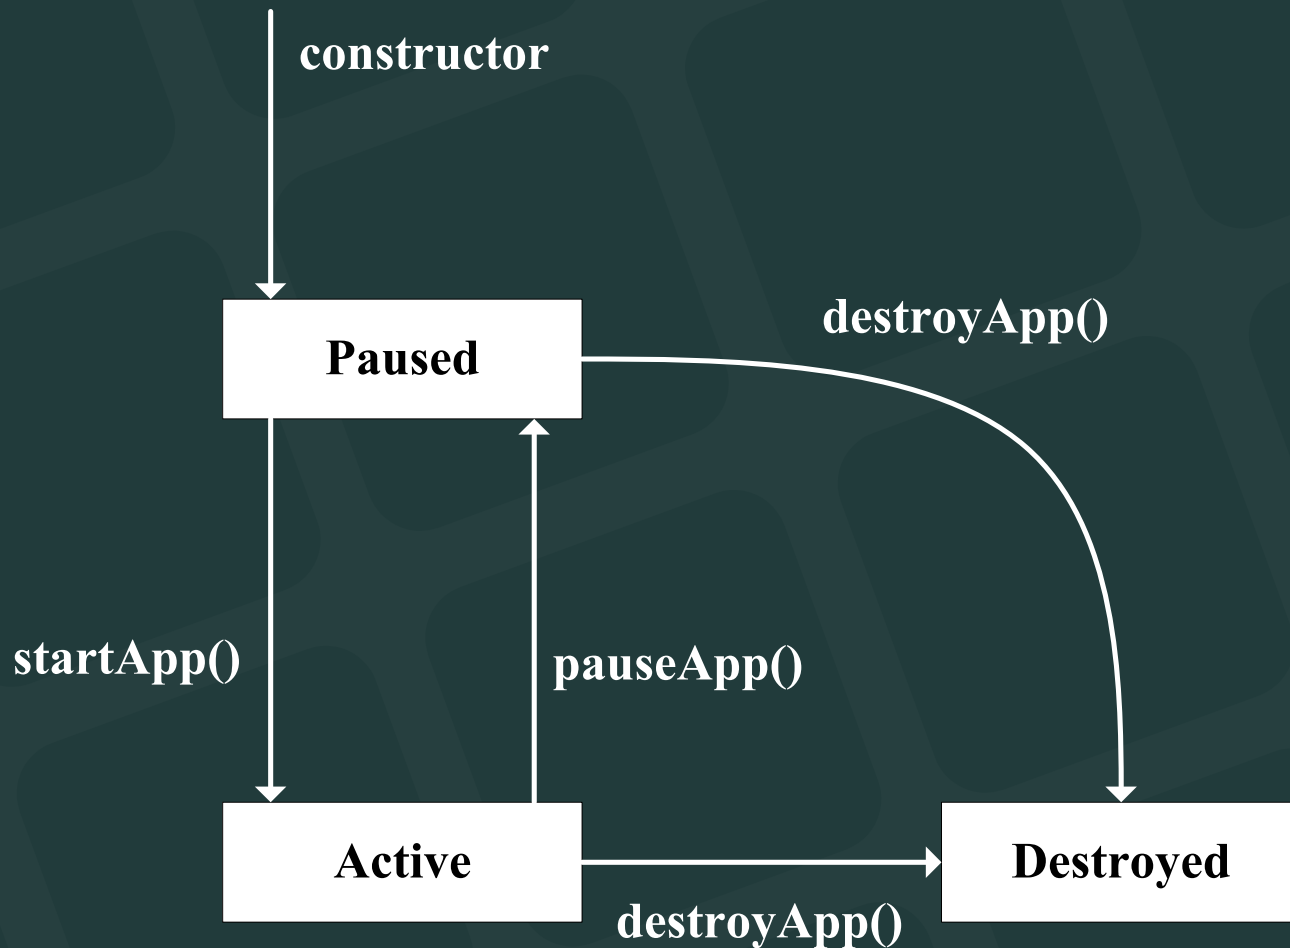 constructor
Paused
destroyApp()
startApp()
pauseApp()
Active
Destroyed
destroyApp()